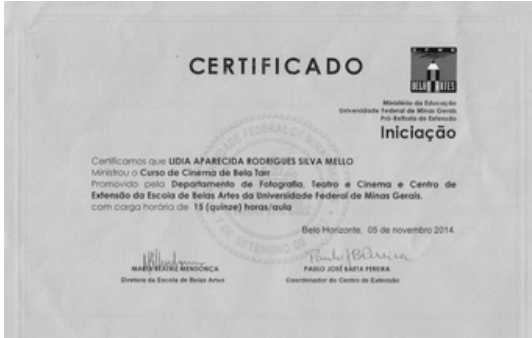 CERTIFICADO
BELAS ARTES
Ministério da Educação
Universidade Federal de Minas Gerais
Pró-Reitoria de Extensão
Iniciação
Certificamos que LIDIA APARECIDA RODRIGUES SILVA MELLO
Ministrou o Curso de Cinema de Bela Tarr
Promovido pela Departamento de Fotografia, Teatro e Cinema e Centro de
Extensão da Escola de Belas Artes da Universidade Federal de Minas Gerais,
com carga horária de 15 (quinze) horas/aula
Belo Horizonte, 05 de novembro 2014.
MARIA BEATRIZ MENDONÇA
Diretora da Escola de Belas Artes
PAULO JOSÉ BAETA PEREIRA
Coordenador do Centro de Extensão